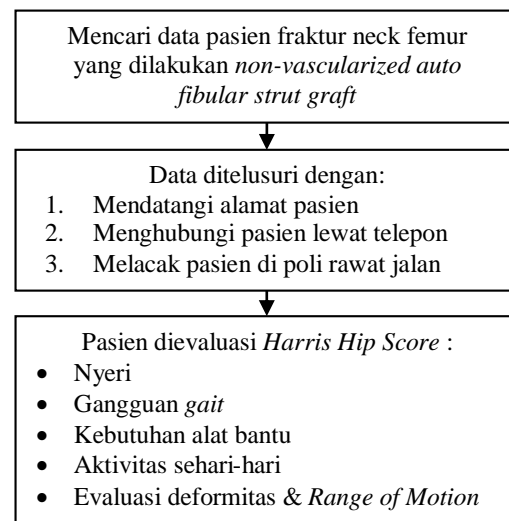 Mencari data pasien fraktur neck femur
yang dilakukan non-vascularized auto
fibular strut graft
Data ditelusuri dengan:
1. Mendatangi alamat pasien
2. Menghubungi pasien lewat telepon
3. Melacak pasien di poli rawat jalan
Pasien dievaluasi Harris Hip Score :
• Nyeri
• Gangguan gait
• Kebutuhan alat bantu
• Aktivitas sehari-hari
• Evaluasi deformitas & Range of Motion